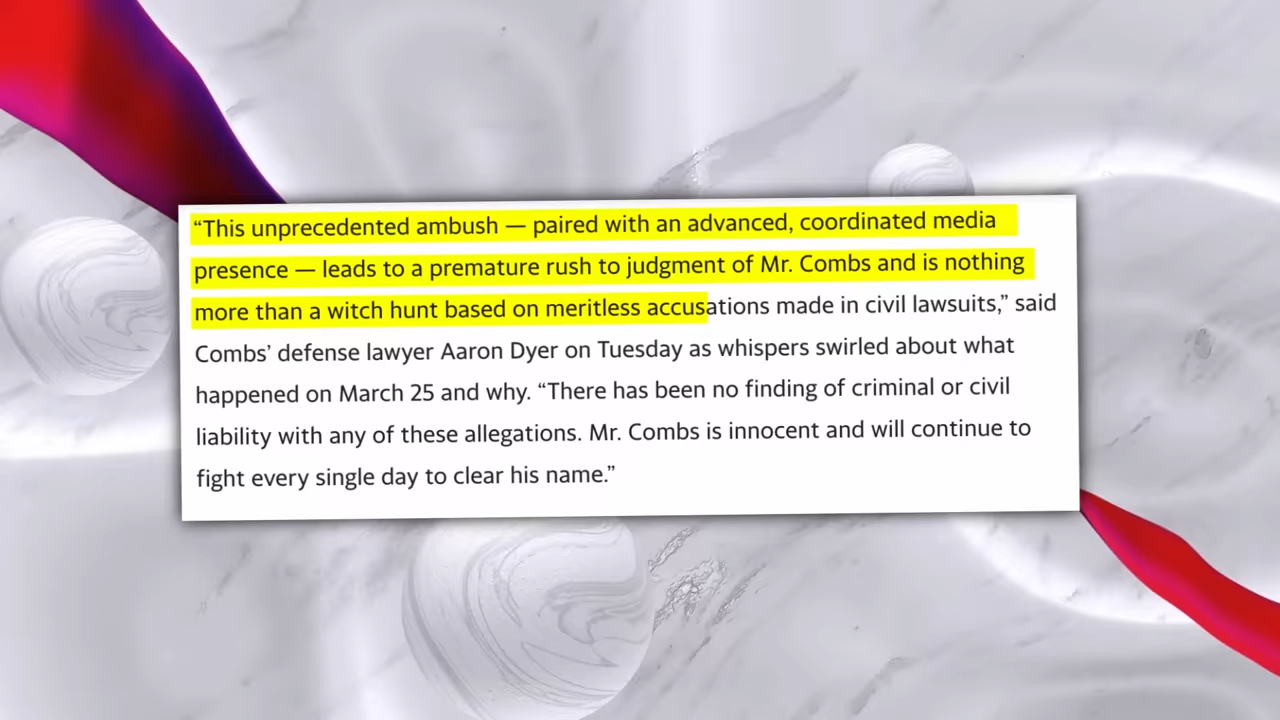 “This unprecedented ambush — paired with an advanced, coordinated media
presence — leads to a premature rush to judgment of Mr. Combs and is nothing
more than a witch hunt based on meritless accusations made in civil lawsuits,” said
Combs’ defense lawyer Aaron Dyer on Tuesday as whispers swirled about what
happened on March 25 and why. “There has been no finding of criminal or civil
liability with any of these allegations. Mr. Combs is innocent and will continue to
fight every single day to clear his name.”